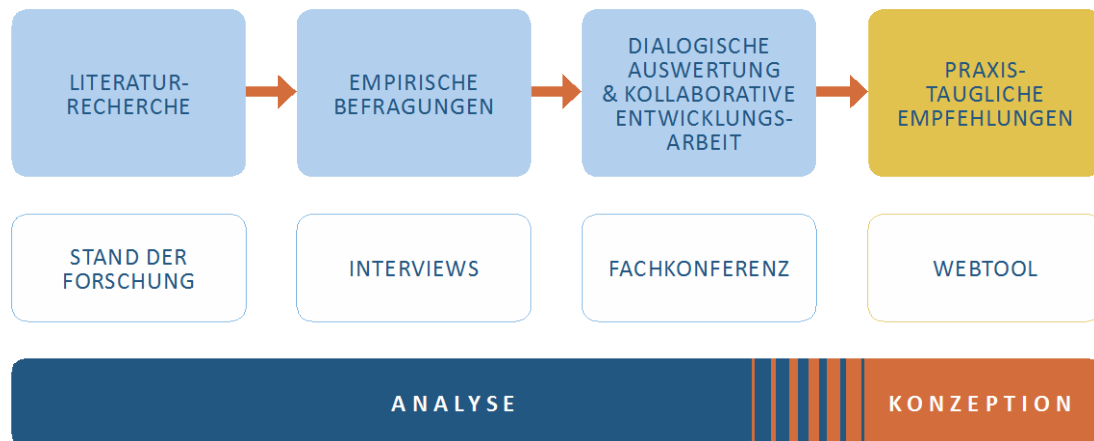 LITERATUR-
RECHERCHE
EMPIRISCHE
BEFRAGUNGEN
DIALOGISCHE
AUSWERTUNG
& KOLLABORATIVE
ENTWICKLUNGS-
ARBEIT
PRAXIS-
TAUGLICHE
EMPFEHLUNGEN
STAND DER
FORSCHUNG
INTERVIEWS
FACHKONFERENZ
WEBTOOL
ANALYSE
KONZEPTION